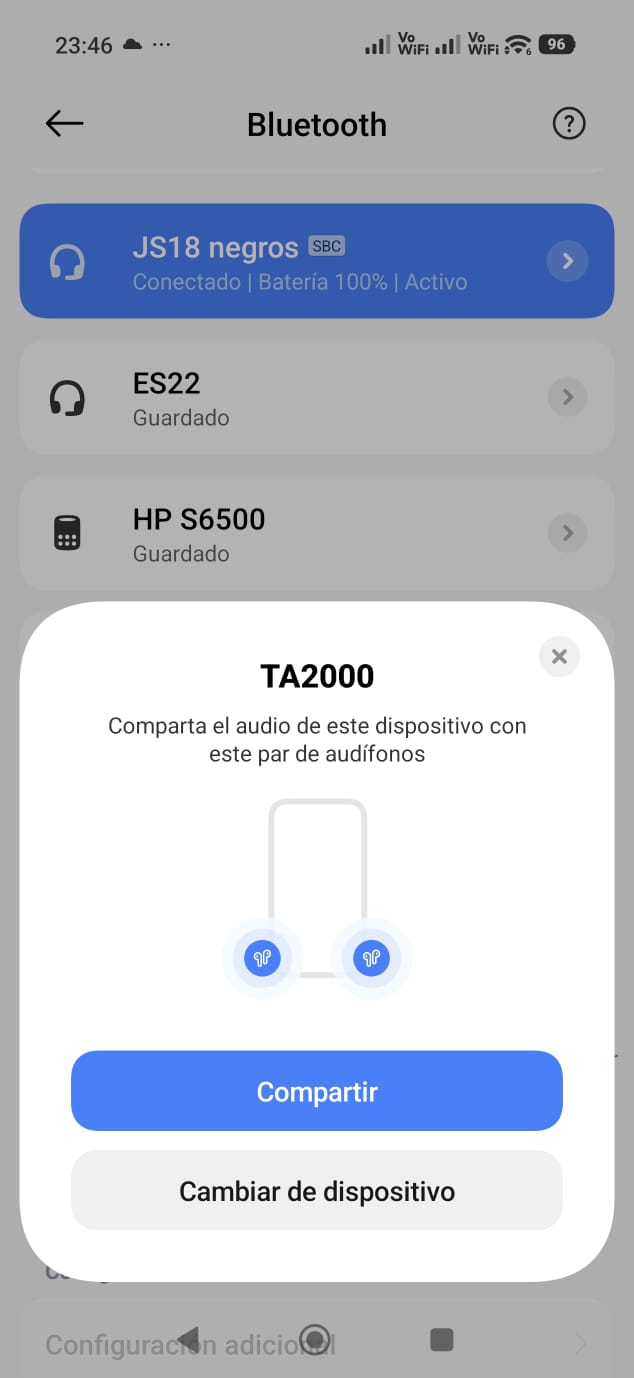 23:46
Vo WiFi Vo WiFi 6 96
Bluetooth
?
JS18 negros SBC
Conectado | Batería 100% | Activo
ES22
Guardado
HP S6500
Guardado
TA2000
Comparta el audio de este dispositivo con
este par de audífonos
Compartir
Cambiar de dispositivo
Configuración adicional